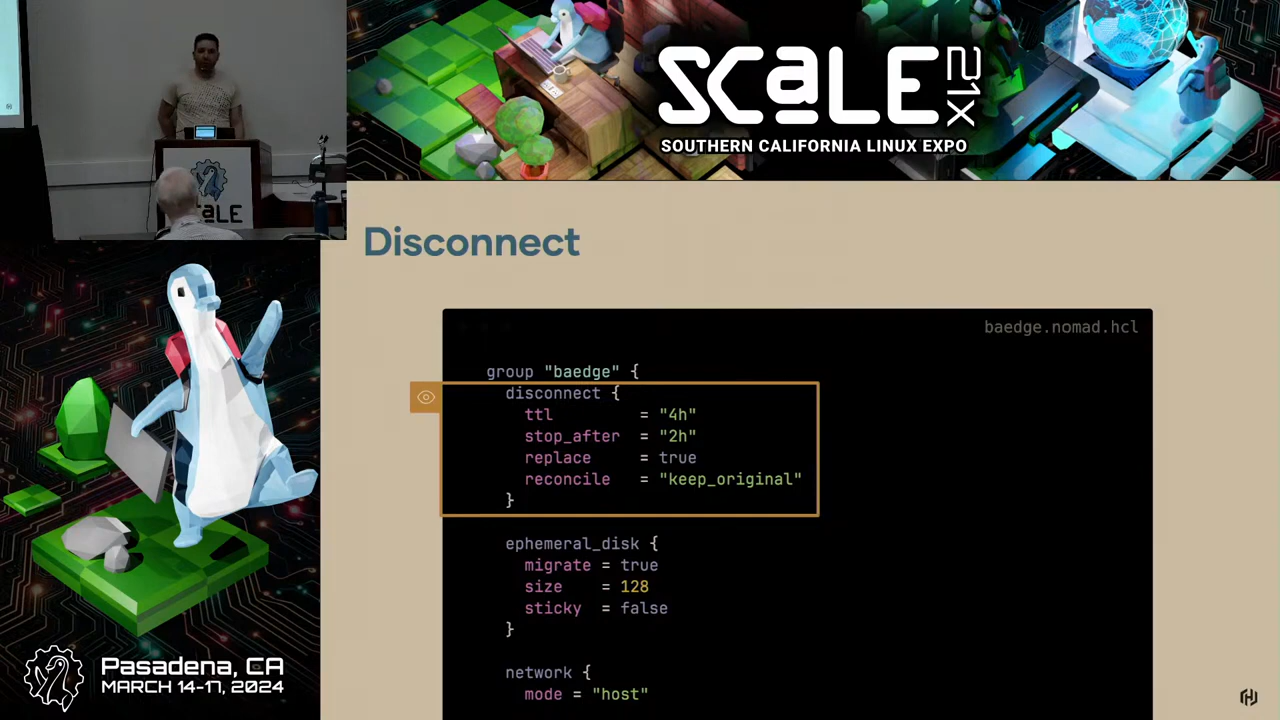 SCaLE 21X
SOUTHERN CALIFORNIA LINUX EXPO
SCaLE
Disconnect
baedge.nomad.hcl
group "baedge" {
disconnect {
ttl = "4h"
stop_after = "2h"
replace = true
reconcile = "keep_original"
}
ephemeral_disk {
migrate = true
size = 128
sticky = false
}
network {
mode = "host"
Pasadena, CA
MARCH 14-17, 2024